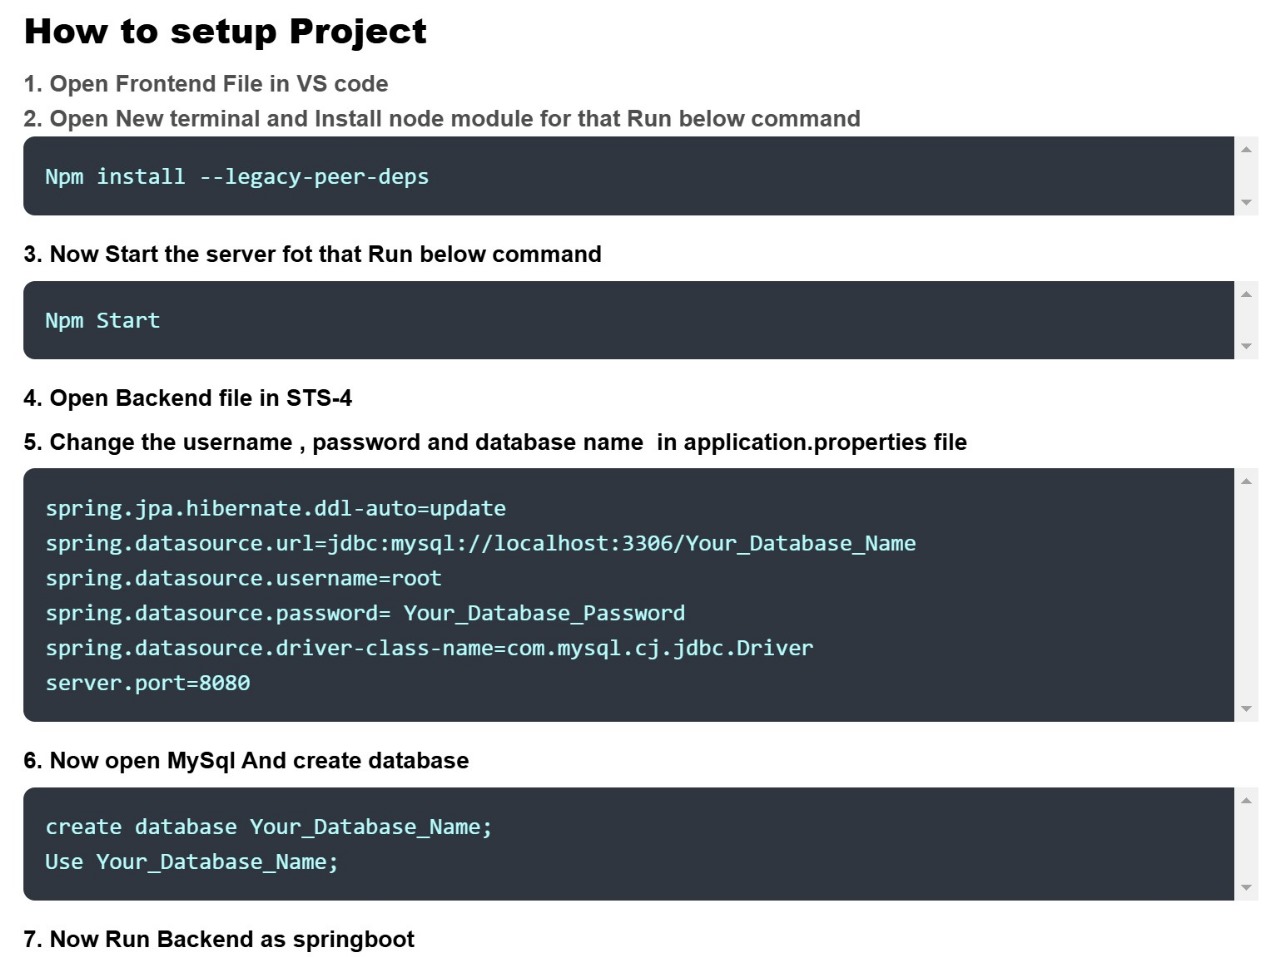 How to setup Project
1. Open Frontend File in VS code
2. Open New terminal and Install node module for that Run below command
Npm install --legacy-peer-deps
3. Now Start the server fot that Run below command
Npm Start
4. Open Backend file in STS-4
5. Change the username , password and database name  in application.properties file
spring.jpa.hibernate.ddl-auto=update
spring.datasource.url=jdbc:mysql://localhost:3306/Your_Database_Name
spring.datasource.username=root
spring.datasource.password= Your_Database_Password
spring.datasource.driver-class-name=com.mysql.cj.jdbc.Driver
server.port=8080
6. Now open MySql And create database
create database Your_Database_Name;
Use Your_Database_Name;
7. Now Run Backend as springboot